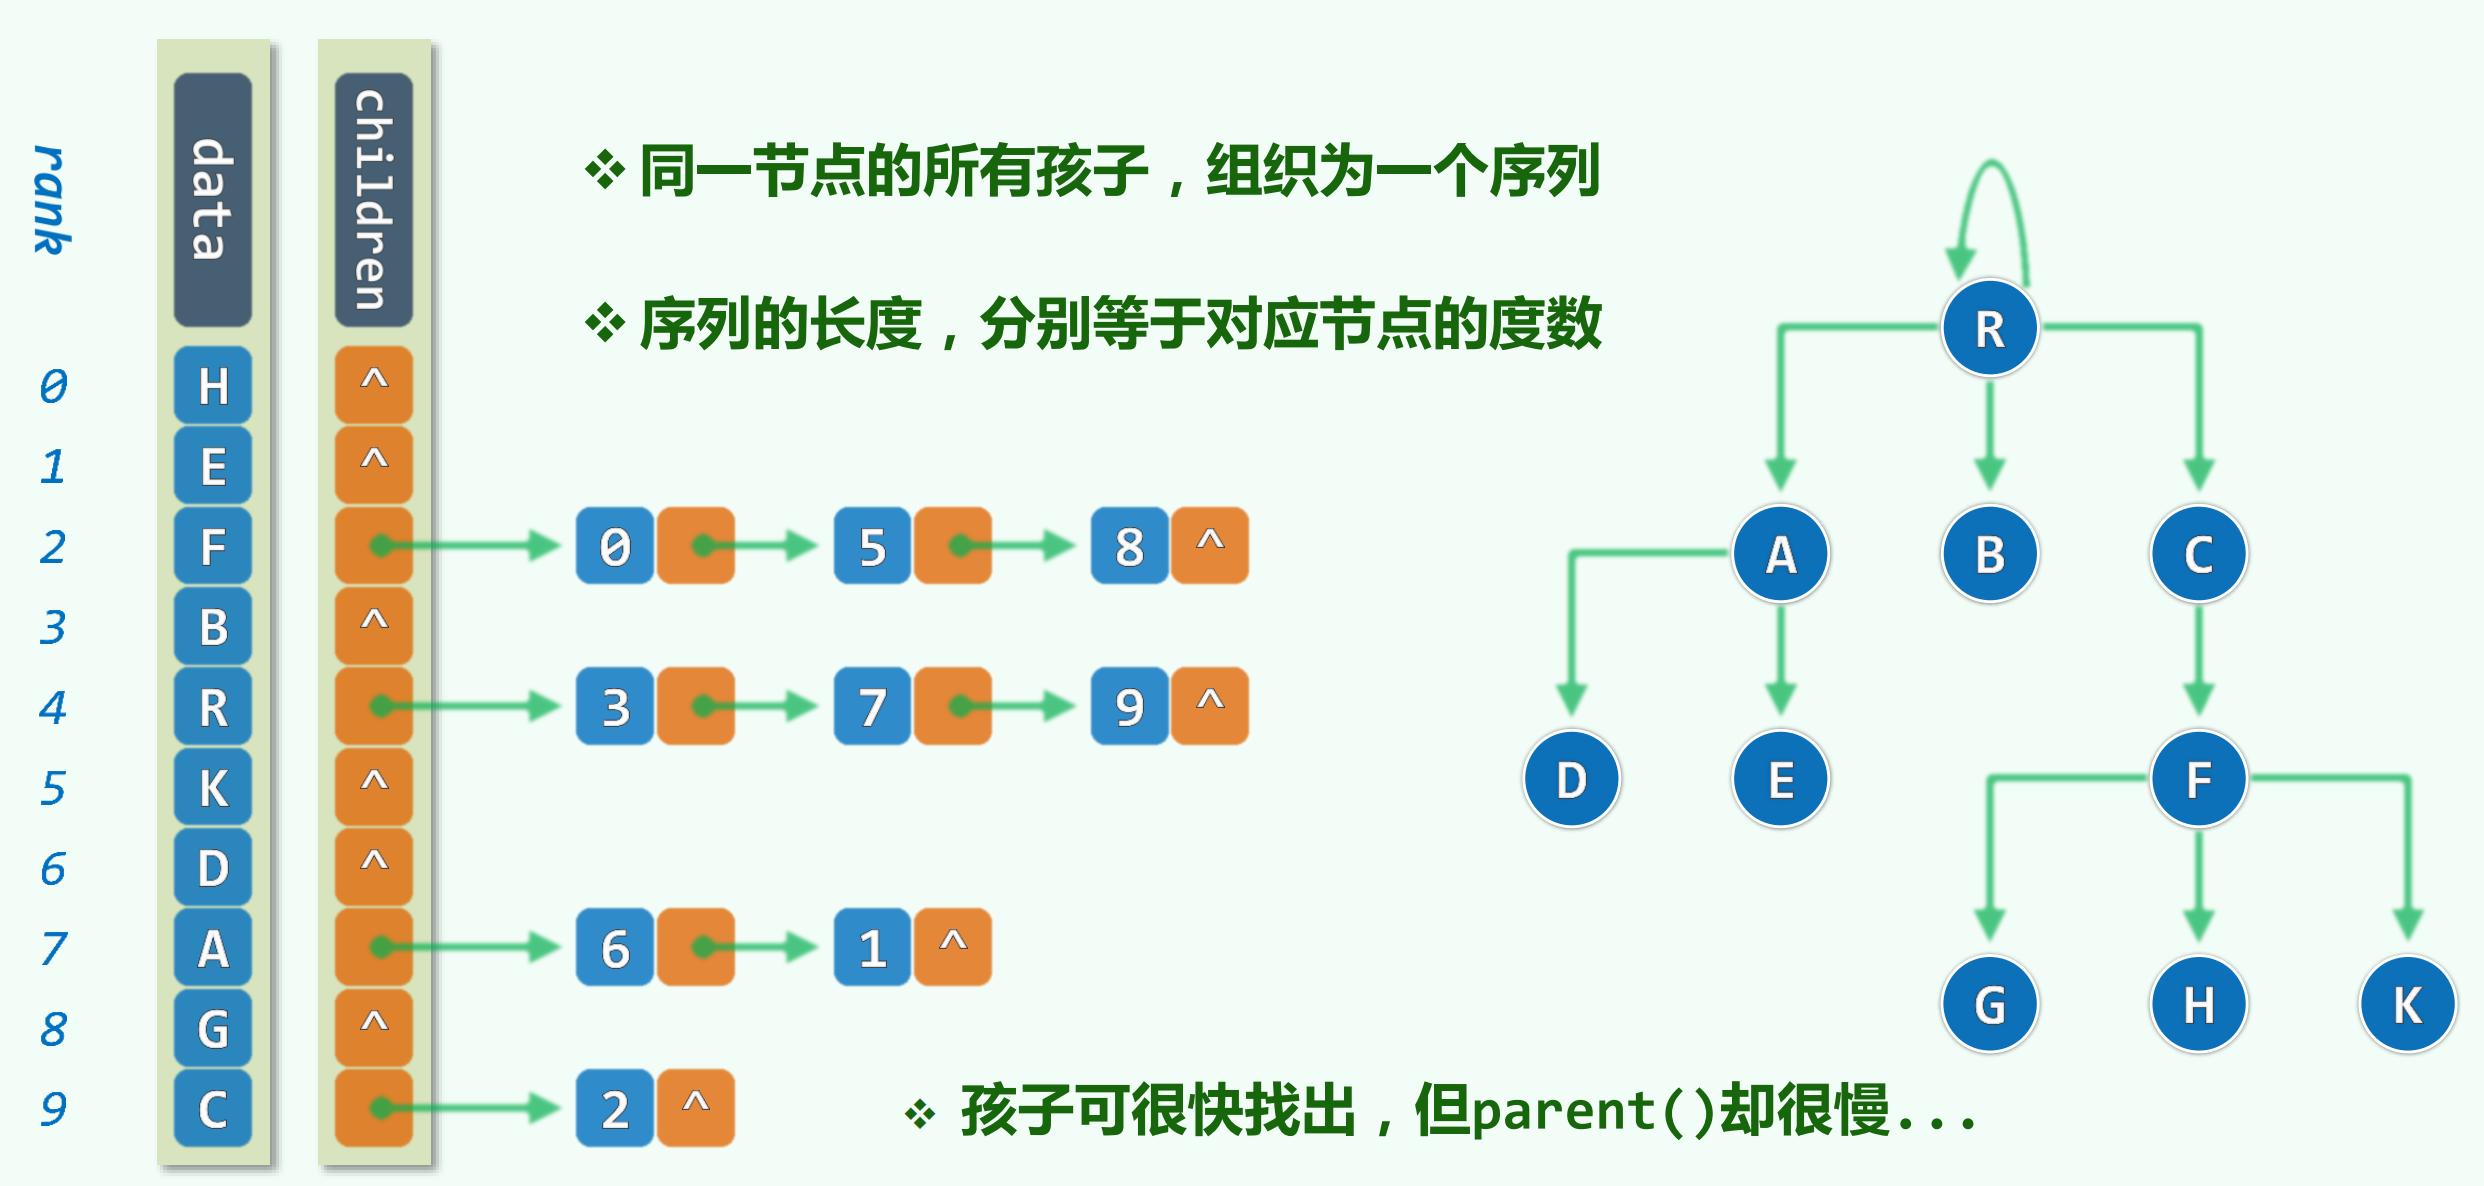 rank
data
children
❖ 同一节点的所有孩子，组织为一个序列
❖ 序列的长度，分别等于对应节点的度数
0 H ^
1 E ^
2 F 0 5 8 ^
3 B ^
4 R 3 7 9 ^
5 K ^
6 D ^
7 A 6 1 ^
8 G ^
9 C 2 ^
R
A B C
D E F
G H K
❖ 孩子可很快找出，但parent()却很慢...